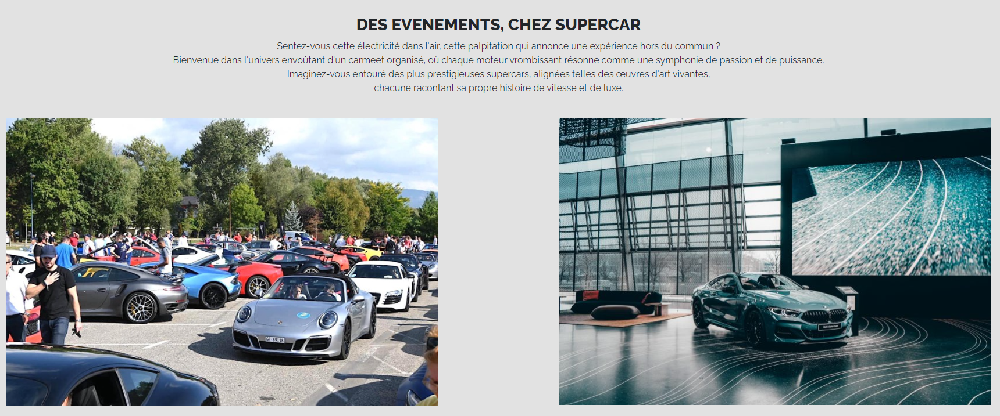 DES EVENEMENTS, CHEZ SUPERCAR
Sentez-vous cette électricité dans l'air, cette palpitation qui annonce une expérience hors du commun ?
Bienvenue dans l'univers envoûtant d'un carmeet organisé, où chaque moteur vrombissant résonne comme une symphonie de passion et de puissance.
Imaginez-vous entouré des plus prestigieuses supercars, alignées telles des œuvres d'art vivantes,
chacune racontant sa propre histoire de vitesse et de luxe.
GE 89118